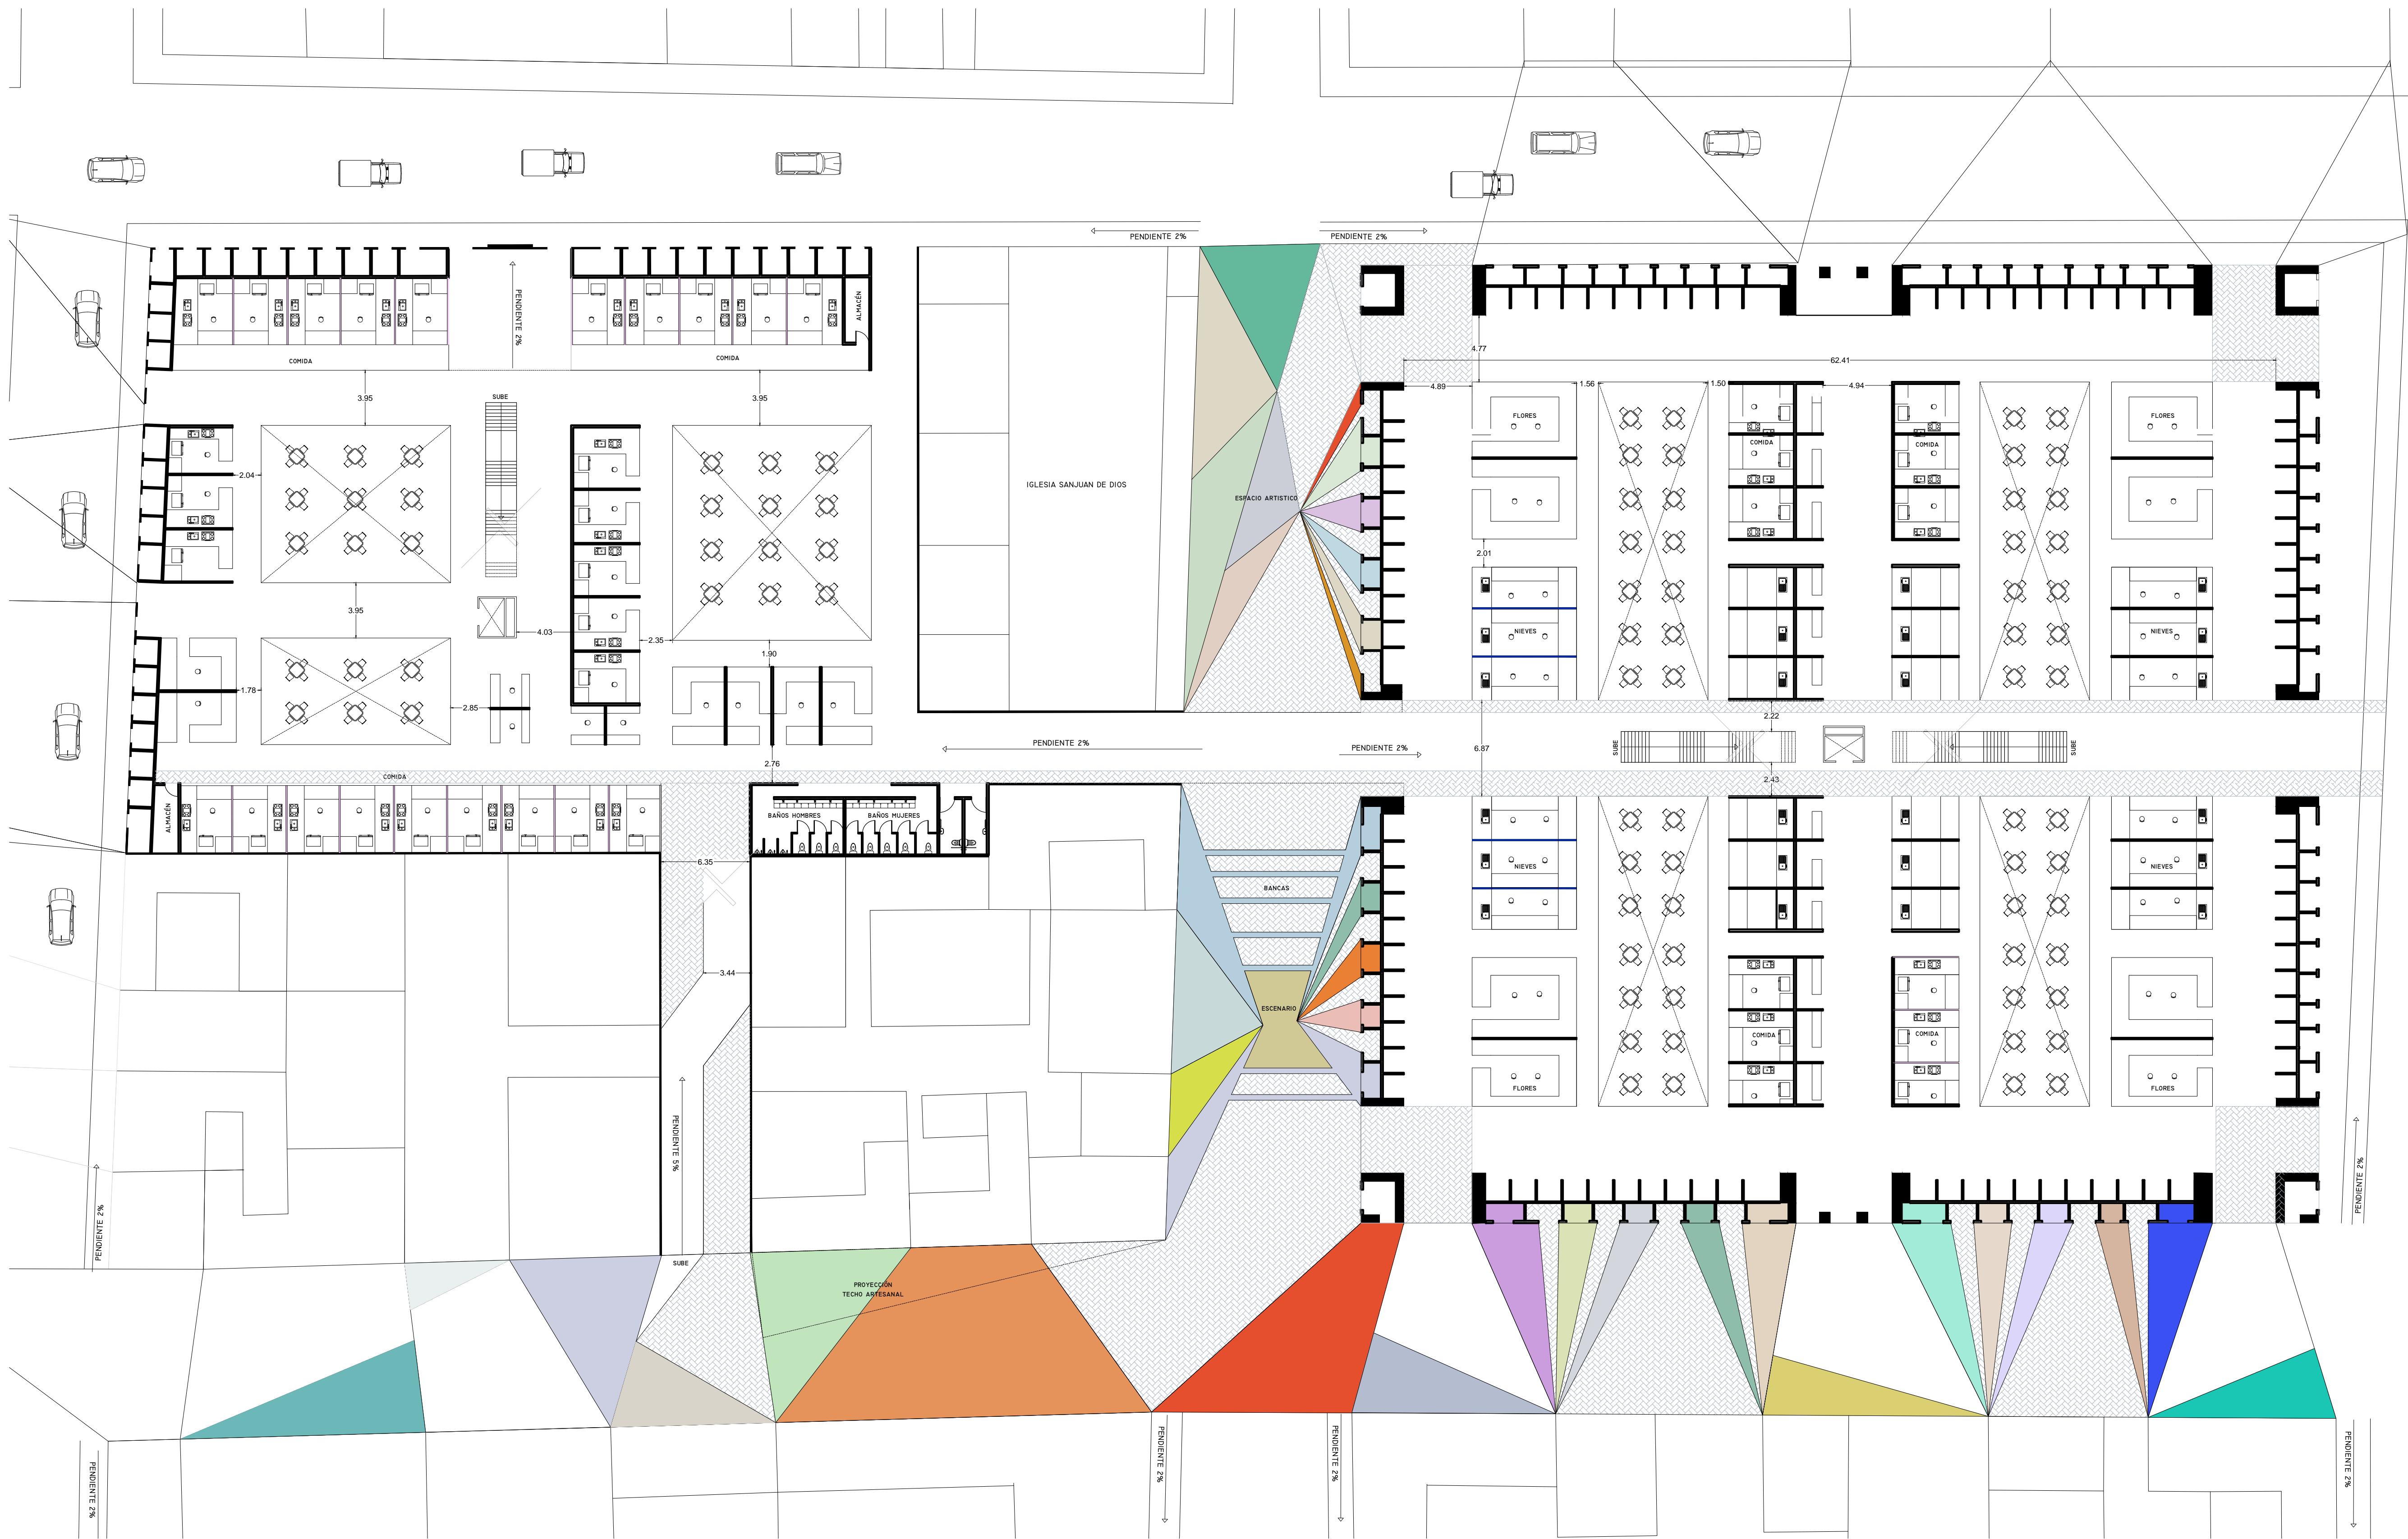 PENDIENTE 2%
PENDIENTE 2%
PENDIENTE 2%
ALMACÉN
COMIDA
COMIDA
4.77
62.41
4.89
1.56
1.50
4.94
3.95
SUBE
3.95
FLORES
COMIDA
COMIDA
FLORES
2.04
IGLESIA SANJUAN DE DIOS
ESPACIO ARTISTICO
2.01
3.95
4.03
2.35
1.90
NIEVES
NIEVES
1.78
2.85
2.22
PENDIENTE 2%
PENDIENTE 2%
6.87
SUBE
SUBE
2.76
COMIDA
2.43
ALMACÉN
BAÑOS HOMBRES
BAÑOS MUJERES
6.35
BANCAS
NIEVES
NIEVES
3.44
ESCENARIO
COMIDA
COMIDA
FLORES
FLORES
PENDIENTE 5%
PENDIENTE 2%
PENDIENTE 2%
SUBE
PROYECCIÓN
TECHO ARTESANAL
PENDIENTE 2%
PENDIENTE 2%
PENDIENTE 2%
PENDIENTE 2%